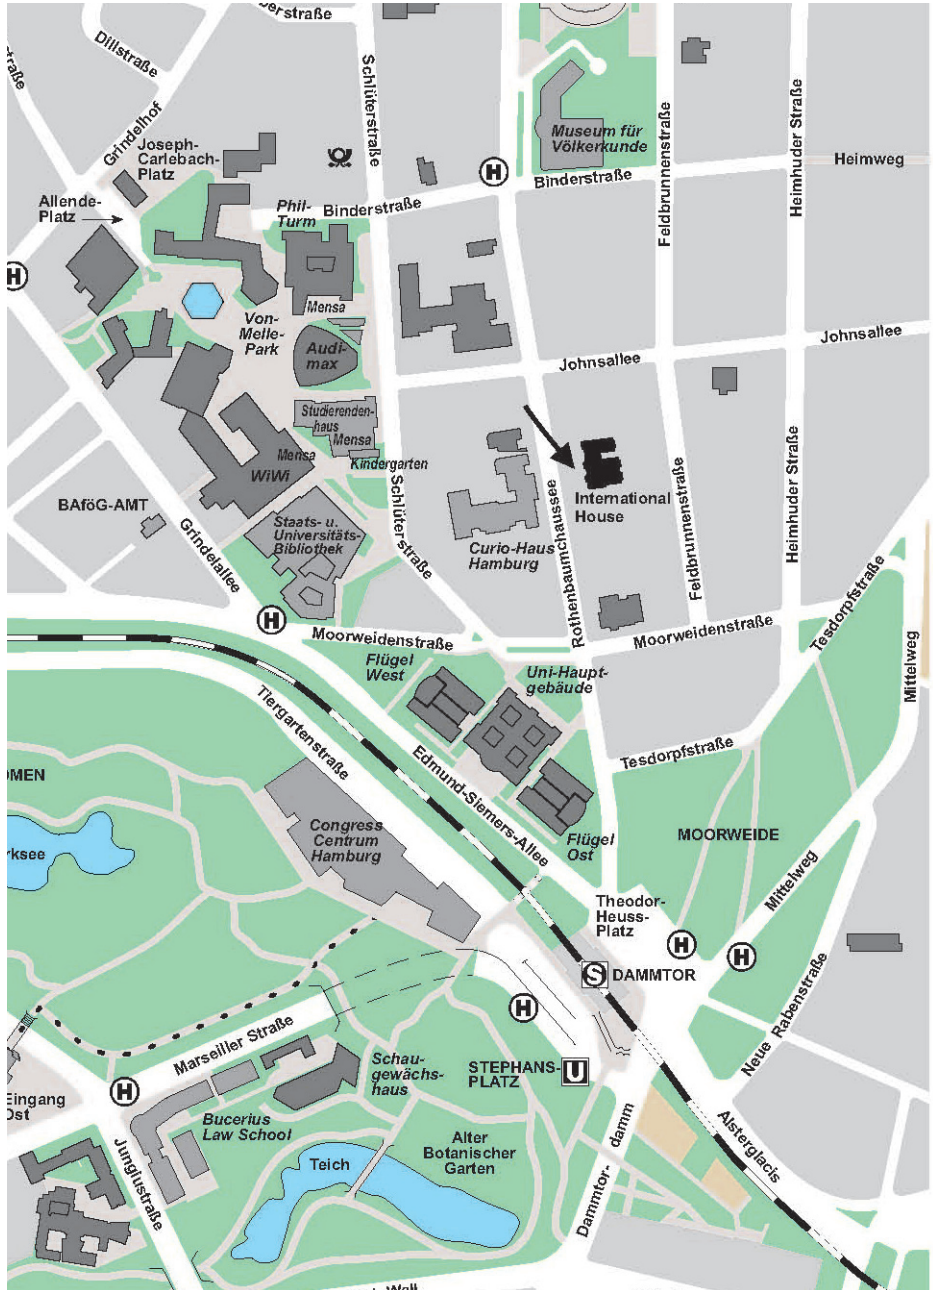 Dillstraße
Schlüterstraße
Grindelhof
Joseph-
Carlebach-
Platz
Allende-
Platz
Museum für
Völkerkunde
Feldbrunnenstraße
Heimhuder Straße
Heimweg
H
Binderstraße
Phil-
Turm
Binderstraße
H
Von-
Melle-
Park
Mensa
Audi-
max
Johnsallee
Johnsallee
Studierenden-
haus
Mensa
Mensa
WiWi
Kindergarten
BAföG-AMT
Grindelallee
Staats- u.
Universitäts-
Bibliothek
Schlüterstraße
Curio-Haus
Hamburg
Rothenbaumchaussee
International
House
Feldbrunnenstraße
Heimhuder Straße
Tesdorpfstraße
Mittelweg
H
Moorweidenstraße
Moorweidenstraße
Flügel
West
Uni-Haupt-
gebäude
Tiergartenstraße
Edmund-Siemers-Allee
Tesdorpfstraße
OMEN
MOORWEIDE
Congress
Centrum
Hamburg
Flügel
Ost
rksee
Mittelweg
Theodor-
Heuss-
Platz
H
H
S DAMMTOR
H
Neue Rabenstraße
Marseiller Straße
Schau-
gewächs-
haus
STEPHANS-
PLATZ
U
H
Eingang
Ost
Bucerius
Law School
Alter
Botanischer
Garten
Teich
Jungiustraße
Dammtor- damm
Alsterglacis